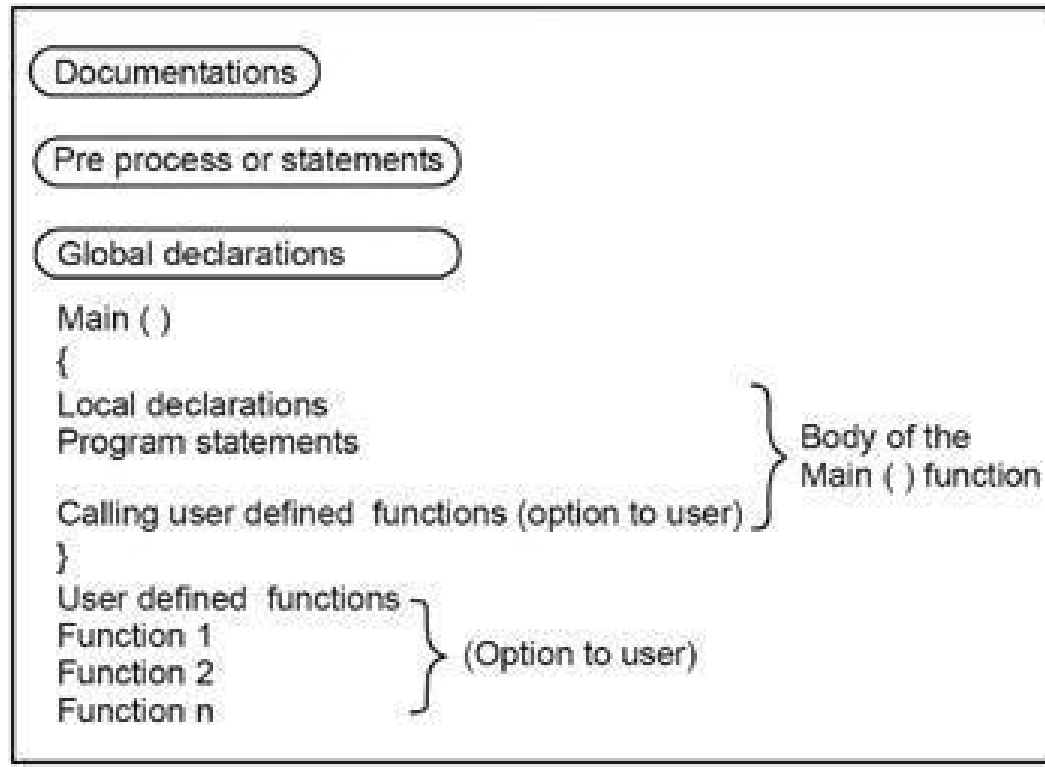 Documentations
Pre process or statements
Global declarations
Main ( )
{
Local declarations
Program statements
Calling user defined functions (option to user)
}
Body of the
Main ( ) function
User defined functions
Function 1
Function 2
Function n
(Option to user)